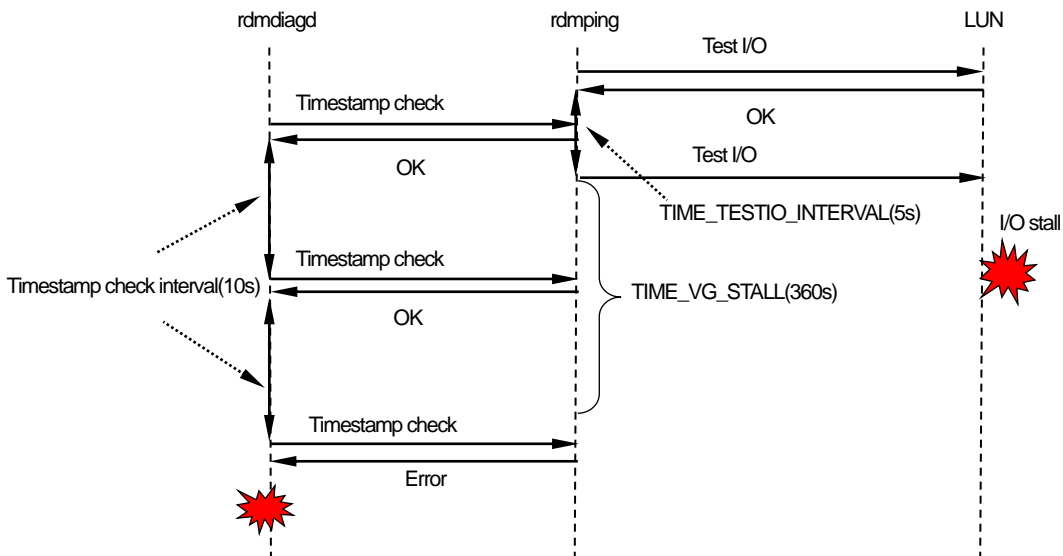 rdmdiagd
rdmping
LUN
Test I/O
Timestamp check
OK
OK
Test I/O
TIME_TESTIO_INTERVAL(5s)
I/O stall
Timestamp check
Timestamp check interval(10s)
TIME_VG_STALL(360s)
OK
Timestamp check
Error